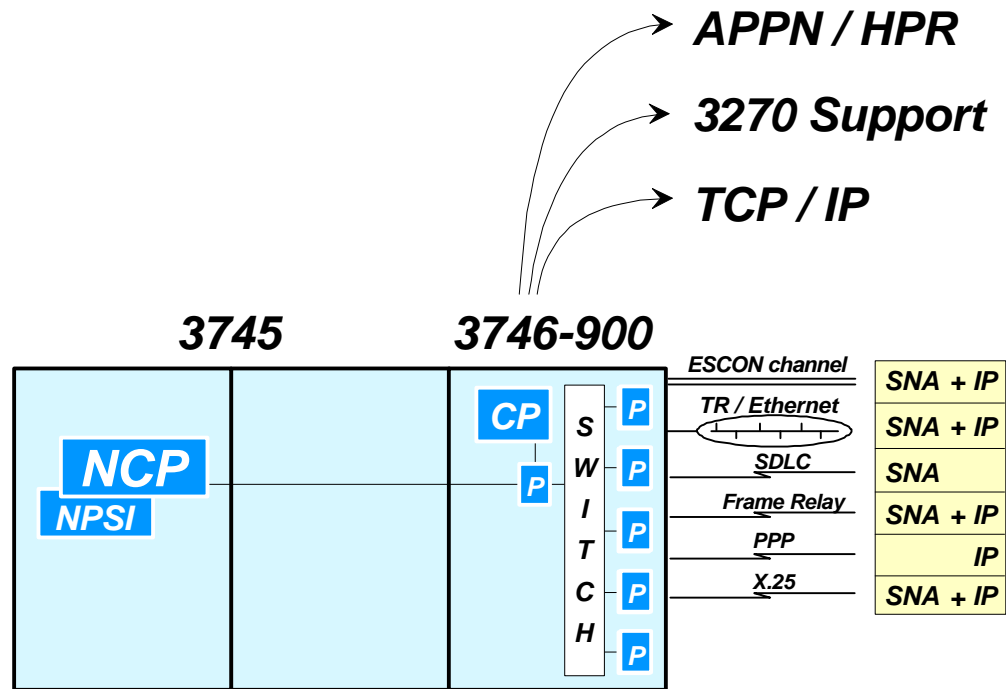 APPN / HPR
3270 Support
TCP / IP
3745
3746-900
NCP
NPSI
CP
P
SWITCH
P
P
P
P
P
ESCON channel
SNA + IP
TR / Ethernet
SNA + IP
SDLC
SNA
Frame Relay
SNA + IP
PPP
IP
X.25
SNA + IP